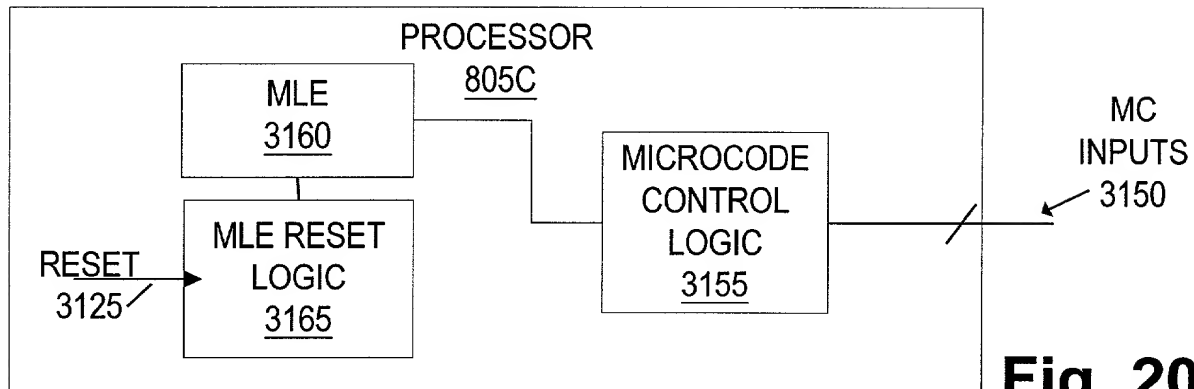 PROCESSOR
805C
MLE
3160
MLE RESET
LOGIC
3165
RESET
3125
MICROCODE
CONTROL
LOGIC
3155
MC
INPUTS
3150
Fig. 20